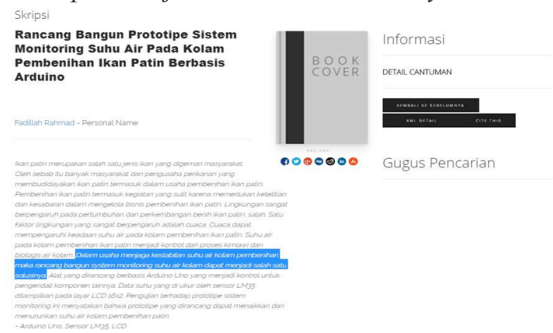 Skripsi
Rancang Bangun Prototipe Sistem
Monitoring Suhu Air Pada Kolam
Pembenihan Ikan Patin Berbasis
Arduino
Fadillah Rahmad - Personal Name
Ikan patin merupakan salah satu jenis ikan yang digemari masyarakat.
Oleh sebab itu banyak masyarakat dan pengusaha perikanan yang
membudidayakan ikan patin termasuk dalam usaha pembenihan ikan patin.
Pembenihan ikan patin termasuk kegiatan yang sulit karena memerlukan ketelitian
dan kesabaran dalam mengelola bisnis pembenihan ikan patin. Lingkungan sangat
berpengaruh pada pertumbuhan dan perkembangan benih ikan patin. salah. Satu
faktor lingkungan yang sangat berpengaruh adalah cuaca. Cuaca dapat
mempengaruhi keadaan suhu air pada kolam pembenihan ikan patin. Suhu air
pada kolam pembenihan ikan patin menjadi kontrol dari proses kimiawi dan
biologis air kolam. Dalam usaha menjaga kestabilan suhu air kolam pembenihan,
maka rancang bangun system monitoring suhu air kolam dapat menjadi salah satu
solusinya. Alat yang dirancang berbasis Arduino Uno yang menjadi kontrol untuk
pengendali komponen lainnya. Data suhu yang di ukur oleh sensor LM35
ditampilkan pada layar LCD 16x2. Pengujian terhadap prototipe sistem
monitoring ini menyatakan bahwa prototipe yang dirancang dapat menaikkan dan
menurunkan suhu air kolam pembenihan patin.
- Arduino Uno, Sensor LM35, LCD
BOOK
COVER
Informasi
DETAIL CANTUMAN
KEMBALI KE SEBELUMNYA
XML DETAIL
CITE THIS
Gugus Pencarian